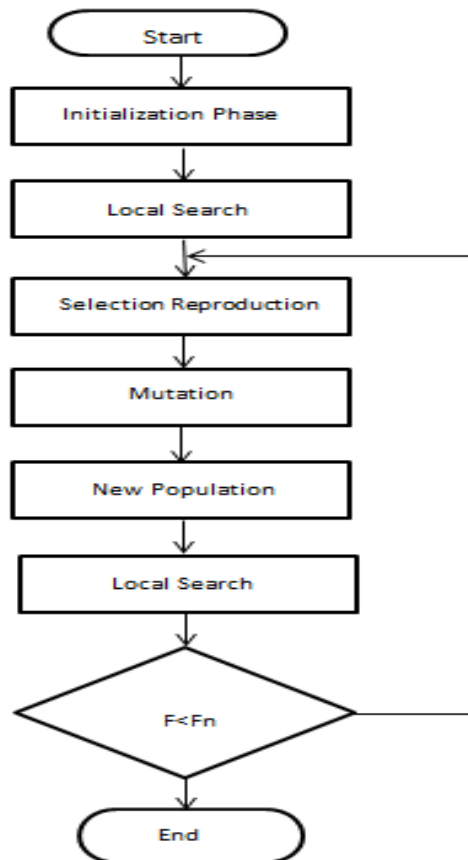 Start
Initialization Phase
Local Search
Selection Reproduction
Mutation
New Population
Local Search
F<Fn
End